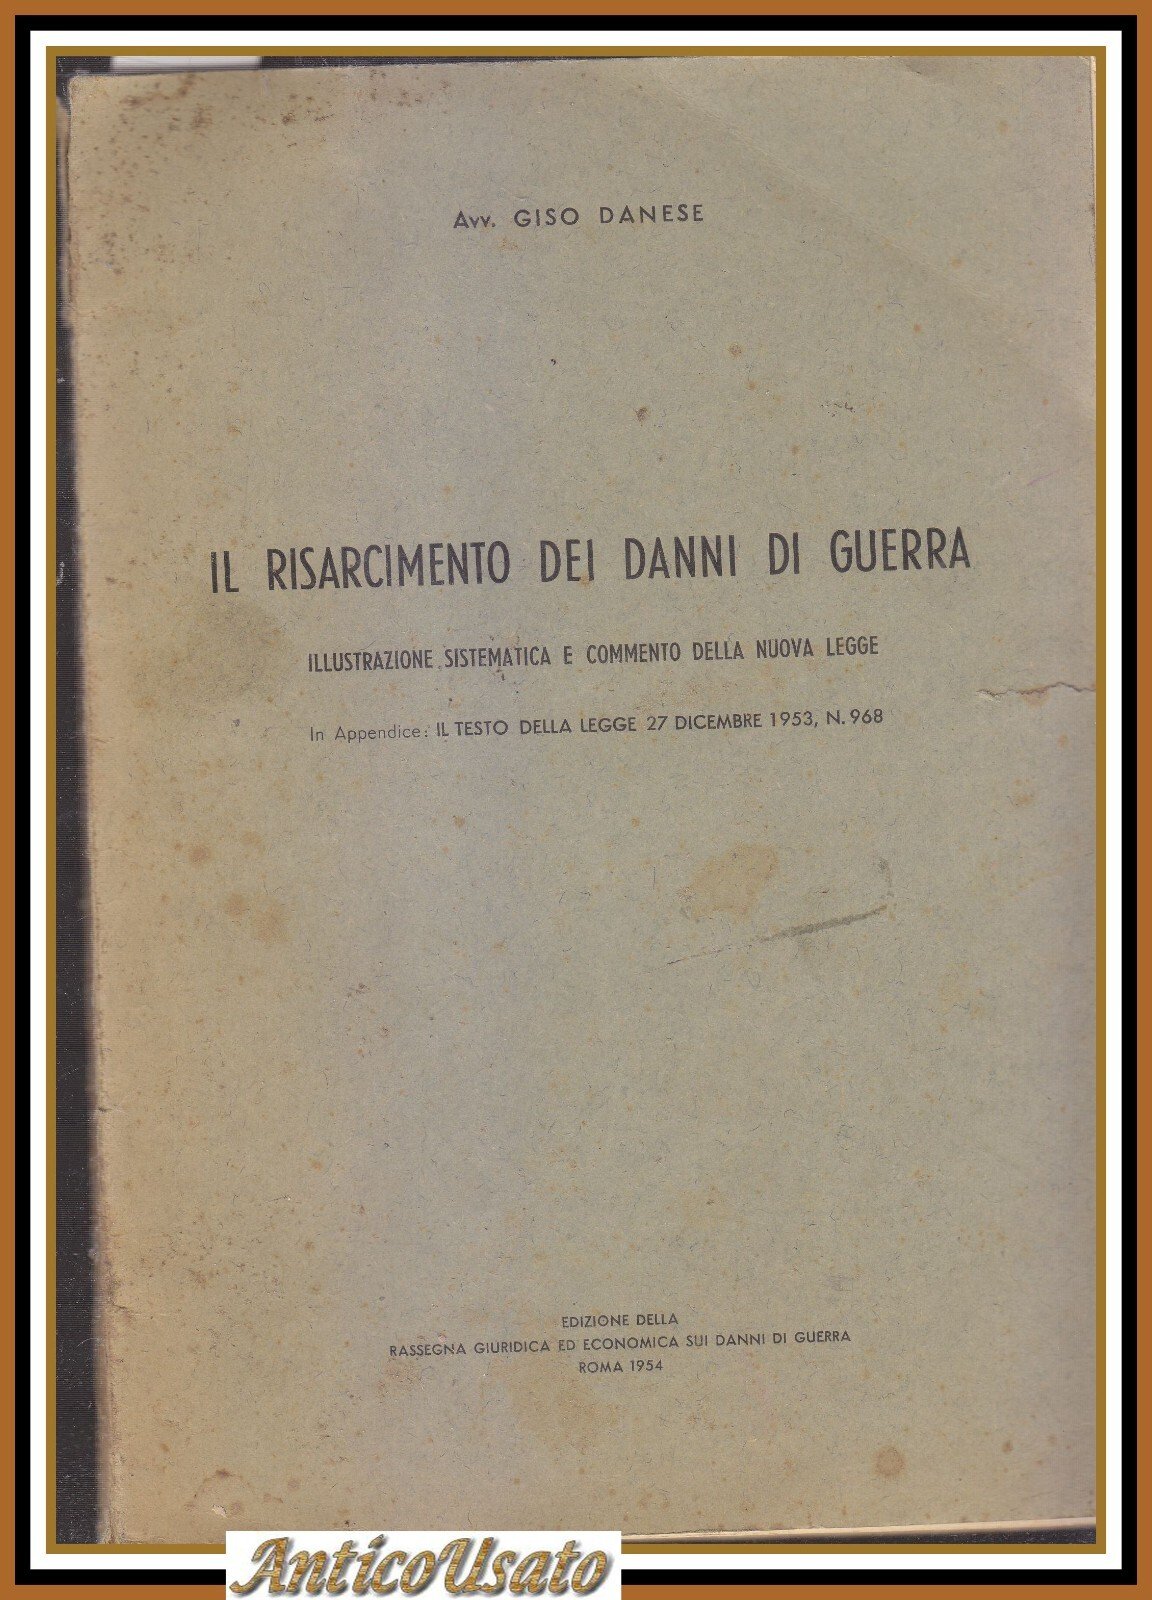 Avv. GISO DANESE
IL RISARCIMENTO DEI DANNI DI GUERRA
ILLUSTRAZIONE SISTEMATICA E COMMENTO DELLA NUOVA LEGGE
In Appendice: IL TESTO DELLA LEGGE 27 DICEMBRE 1953, N. 968
EDIZIONE DELLA
RASSEGNA GIURIDICA ED ECONOMICA SUI DANNI DI GUERRA
ROMA 1954
AnticoUsato